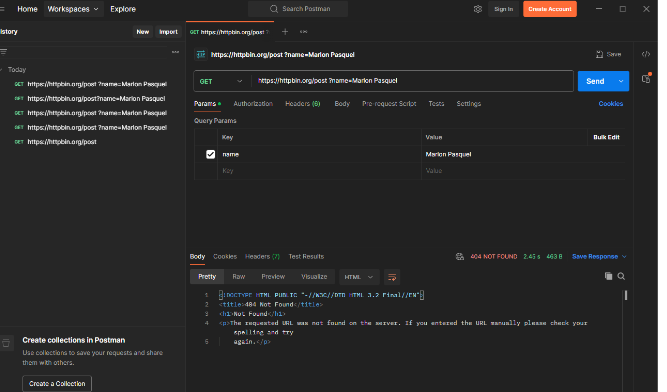 Home Workspaces Explore Search Postman Sign In Create Account
istory New Import GET https://httpbin.org/post ?
GET https://httpbin.org/post ?name=Marlon Pasquel Save
Today
GET https://httpbin.org/post ?name=Marlon Pasquel
GET https://httpbin.org/post?name=Marlon Pasquel
GET https://httpbin.org/post ?name=Marlon Pasquel
GET https://httpbin.org/post ?name=Marlon Pasquel
GET https://httpbin.org/post
GET https://httpbin.org/post ?name=Marlon Pasquel Send
Params Authorization Headers (6) Body Pre-request Script Tests Settings Cookies
Query Params
Key Value Bulk Edit
name Marlon Pasquel
Key Value
Body Cookies Headers (7) Test Results 404 NOT FOUND 2.45 s 463 B Save Response
Pretty Raw Preview Visualize HTML
1 <!DOCTYPE HTML PUBLIC "-//W3C//DTD HTML 3.2 Final//EN">
2 <title>404 Not Found</title>
3 <h1>Not Found</h1>
4 <p>The requested URL was not found on the server. If you entered the URL manually please check your
spelling and try
5 again.</p>
Create collections in Postman
Use collections to save your requests and share
them with others.
Create a Collection